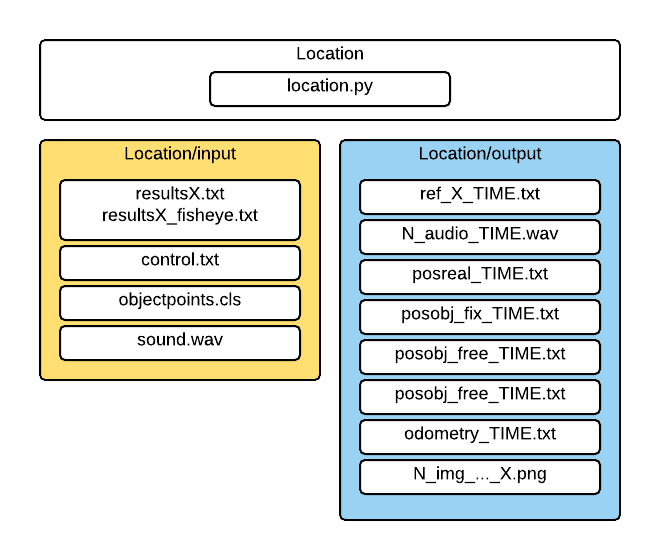 Location
location.py
Location/input
resultsX.txt
resultsX_fisheye.txt
control.txt
objectpoints.cls
sound.wav
Location/output
ref_X_TIME.txt
N_audio_TIME.wav
posreal_TIME.txt
posobj_fix_TIME.txt
posobj_free_TIME.txt
posobj_free_TIME.txt
odometry_TIME.txt
N_img_..._X.png